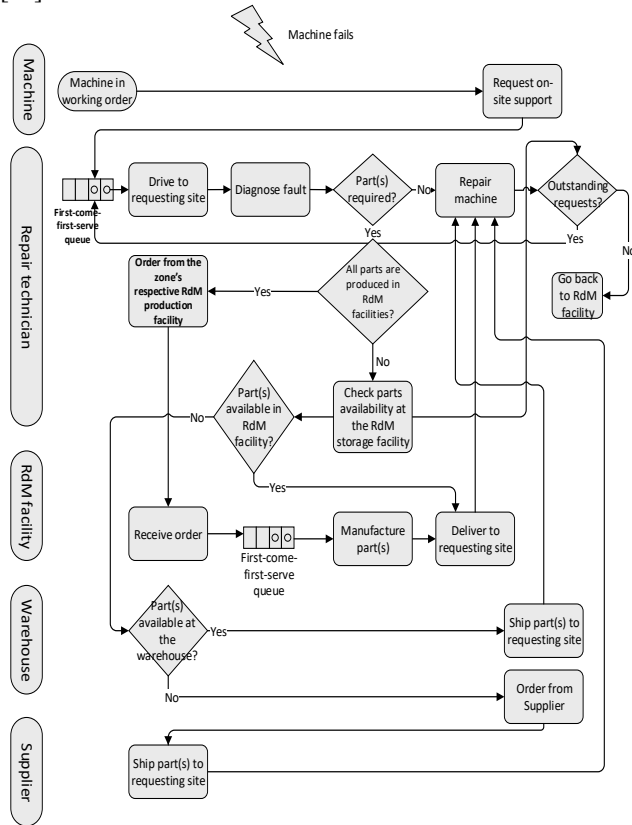 Machine fails
Machine
Machine in
working order
Request on-
site support
Repair technician
First-come-
first-serve
queue
Drive to
requesting site
Diagnose fault
Part(s)
required?
No
Repair
machine
Outstanding
requests?
Yes
Yes
No
Order from the
zone's
respective RdM
production
facility
Yes
All parts are
produced in
RdM
facilities?
Go back
to RdM
facility
No
Part(s)
available in
RdM
facility?
No
Check parts
availability at
the RdM
storage facility
Yes
RdM facility
Receive order
First-come-
first-serve
queue
Manufacture
part(s)
Deliver to
requesting site
Warehouse
Part(s)
available at
the
warehouse?
Yes
Ship part(s) to
requesting site
No
Order from
Supplier
Supplier
Ship part(s) to
requesting site